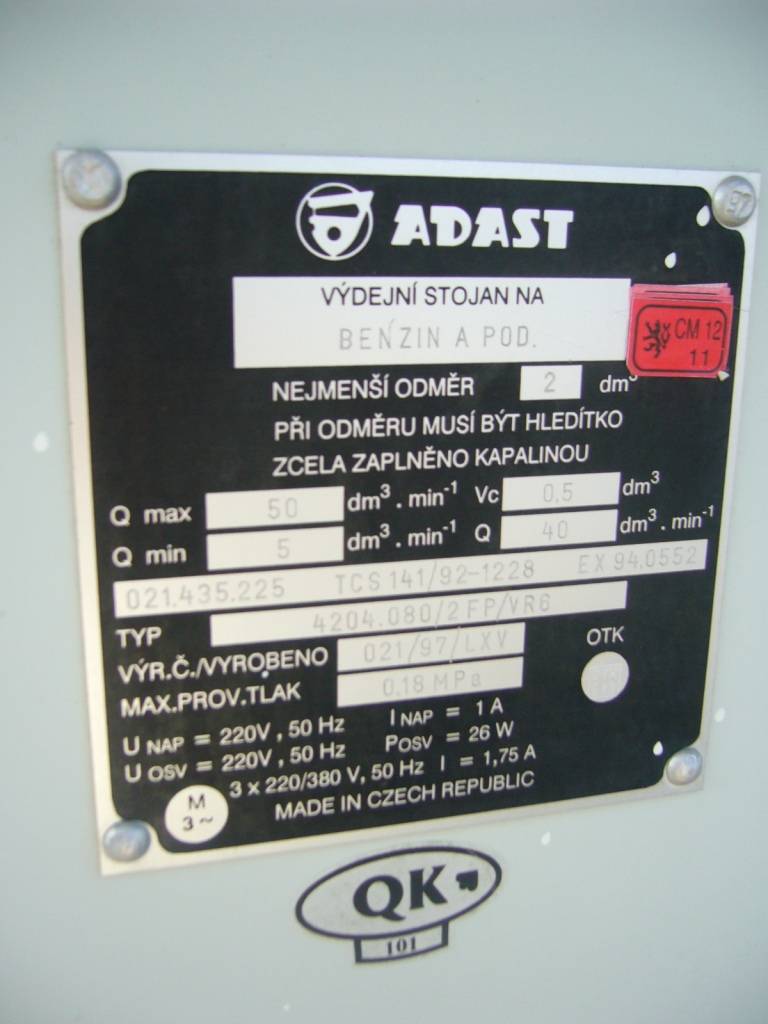 ADAST
VÝDEJNÍ STOJAN NA
BENZÍN A POD.
CM 12
11
NEJMENŠÍ ODMĚR 2 dm³
PŘI ODMĚRU MUSÍ BÝT HLEDÍTKO
ZCELA ZAPLNĚNO KAPALINOU
Q max 50 dm³ . min⁻¹ Vc 0,5 dm³
Q min 5 dm³ . min⁻¹ Q 40 dm³ . min⁻¹
021.435.225 TCS 141/92-1228 EX 94.0552
TYP 4204.080/2 FP/VR6
VÝR.Č./VYROBENO 021/97/LXV
OTK
MAX.PROV.TLAK 0,18 MPa
U NAP = 220V , 50 Hz I NAP = 1 A
U OSV = 220V , 50 Hz POSV = 26 W
M 3~
3 x 220/380 V, 50 Hz I = 1,75 A
MADE IN CZECH REPUBLIC
QK
101